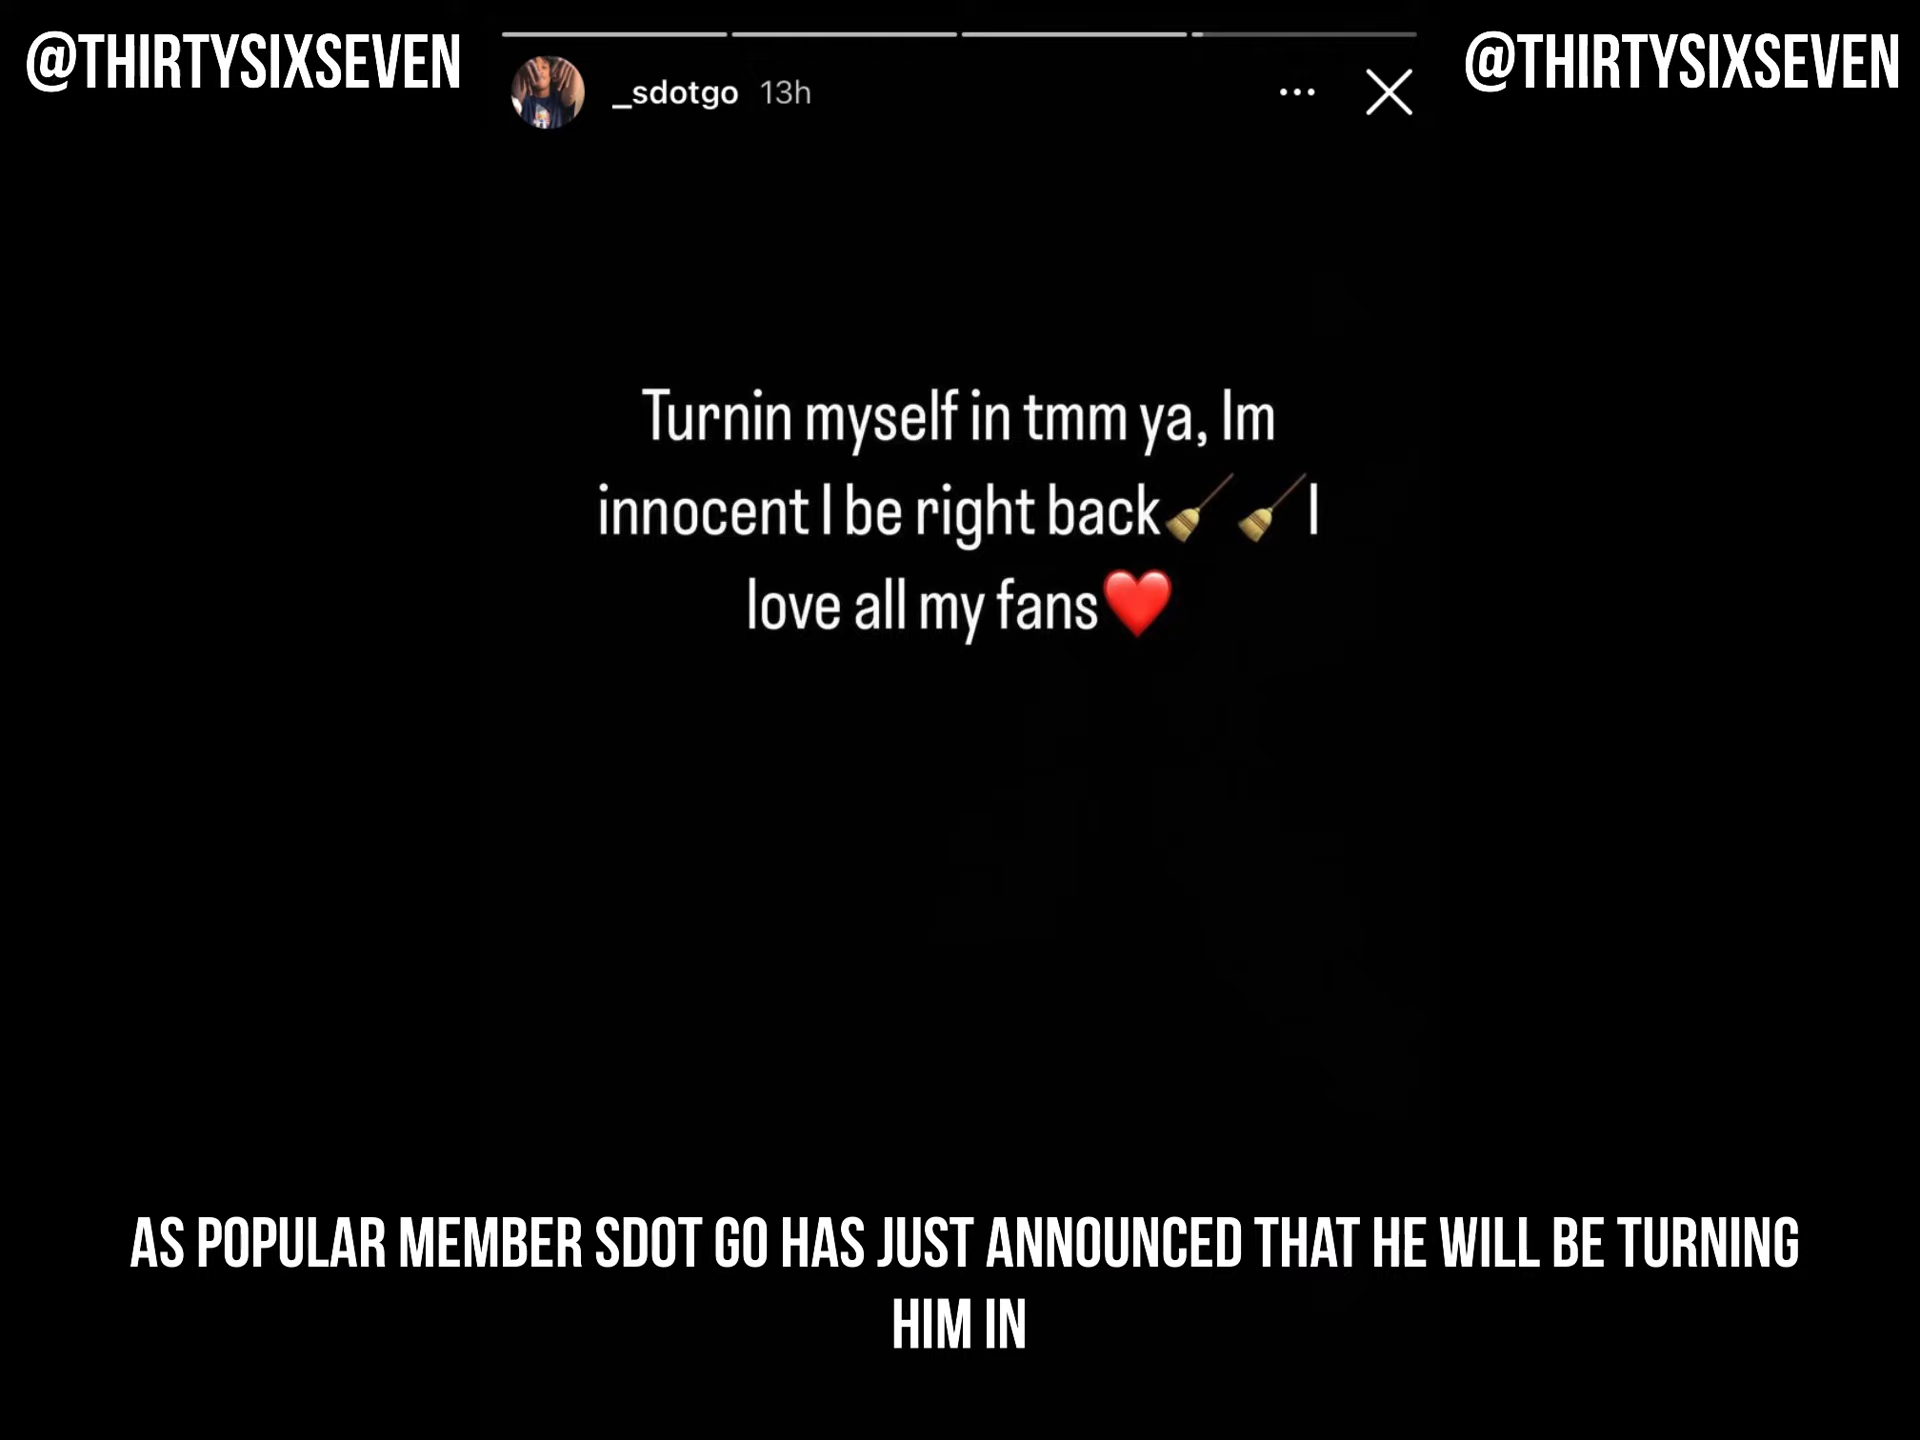 @THIRTYSIXSEVEN
@THIRTYSIXSEVEN
_sdotgo 13h
Turnin myself in tmm ya, Im
innocent I be right back🧹🧹I
love all my fans❤️
AS POPULAR MEMBER SDOT GO HAS JUST ANNOUNCED THAT HE WILL BE TURNING
HIM IN